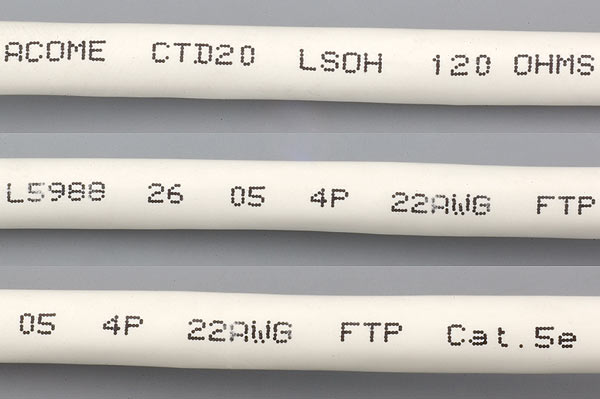 ACOME CTD20 LSOH 120 OHMS
L5988 26 05 4P 22AWG FTP
05 4P 22AWG FTP Cat.5e